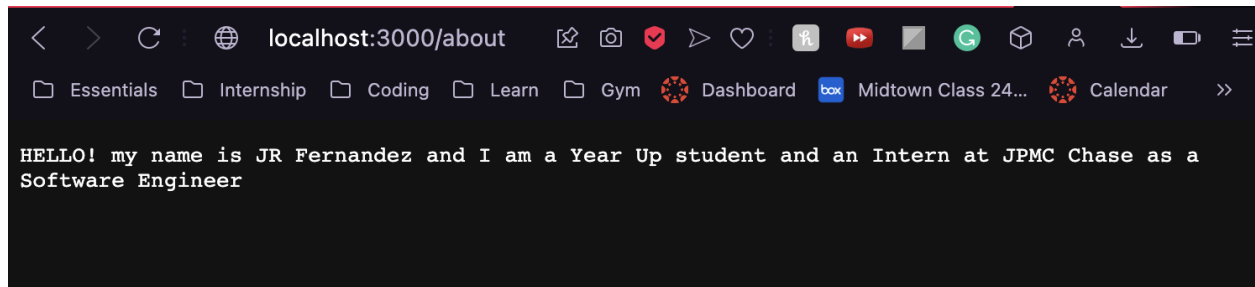 localhost:3000/about
Essentials Internship Coding Learn Gym Dashboard box Midtown Class 24... Calendar
HELLO! my name is JR Fernandez and I am a Year Up student and an Intern at JPMC Chase as a
Software Engineer